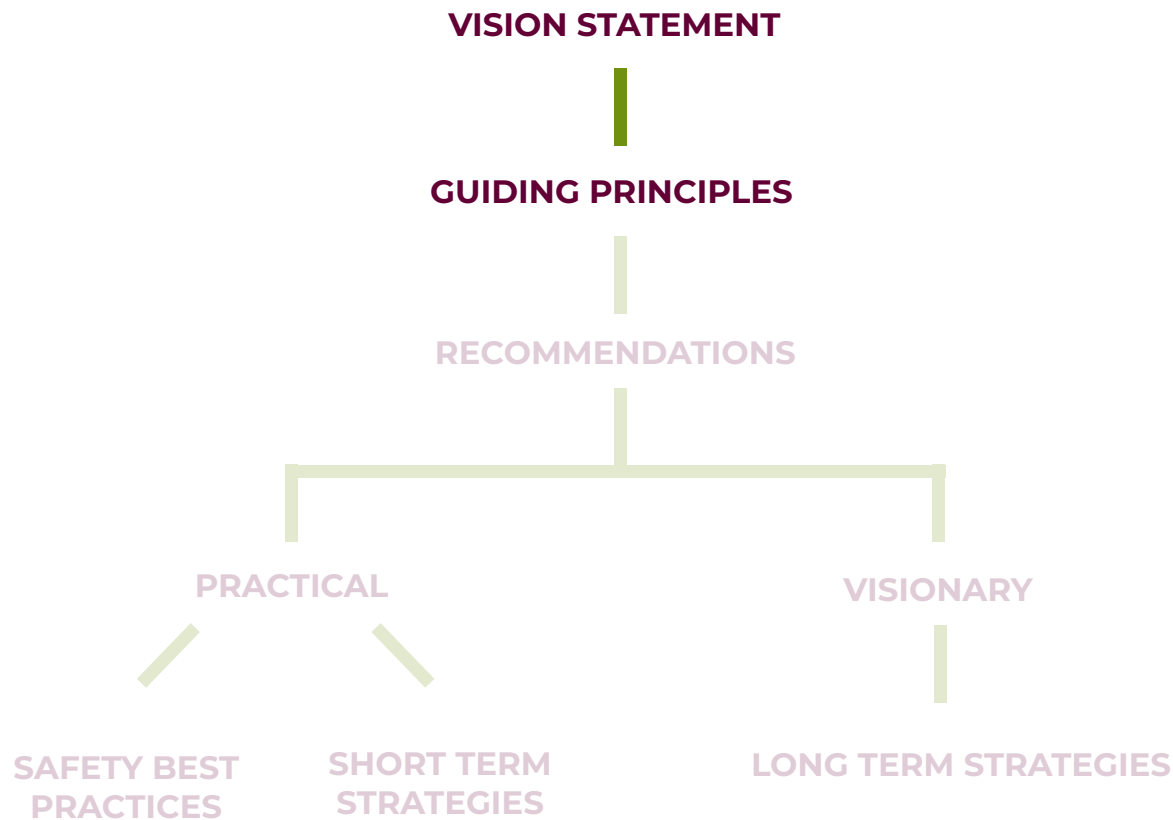 VISION STATEMENT
GUIDING PRINCIPLES
RECOMMENDATIONS
PRACTICAL
VISIONARY
SAFETY BEST
PRACTICES
SHORT TERM
STRATEGIES
LONG TERM STRATEGIES